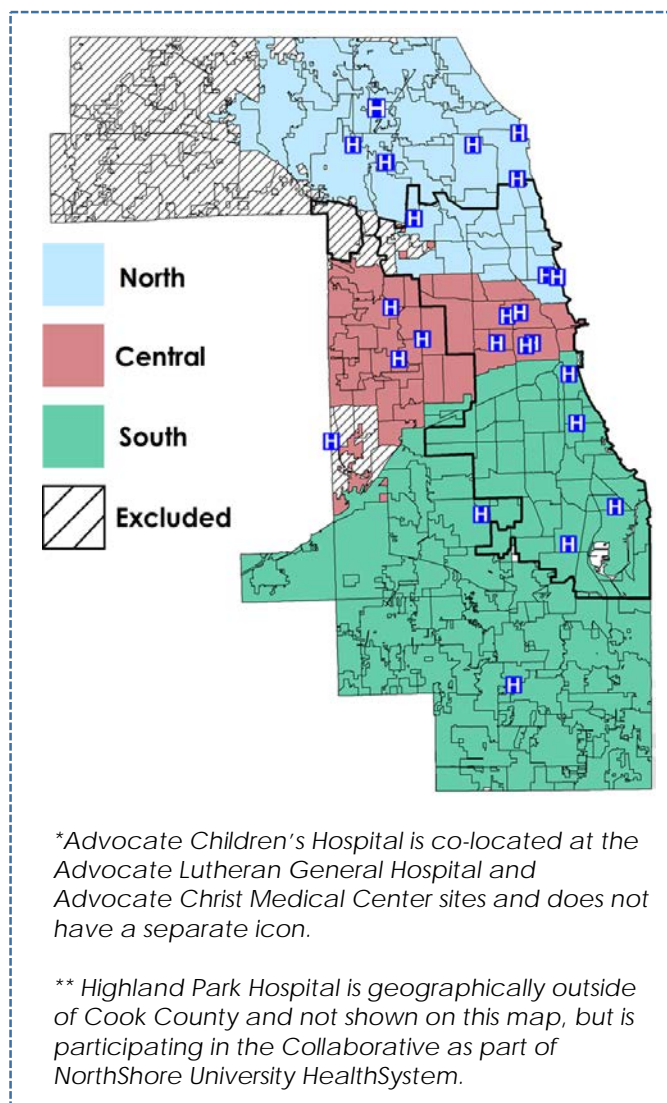 H
H
H
H
H
H
H
H H
North
H
H H
Central
H
H
H H
H
H
South
H
H
Excluded
H
H
H
H
*Advocate Children's Hospital is co-located at the
Advocate Lutheran General Hospital and
Advocate Christ Medical Center sites and does not
have a separate icon.
** Highland Park Hospital is geographically outside
of Cook County and not shown on this map, but is
participating in the Collaborative as part of
NorthShore University HealthSystem.